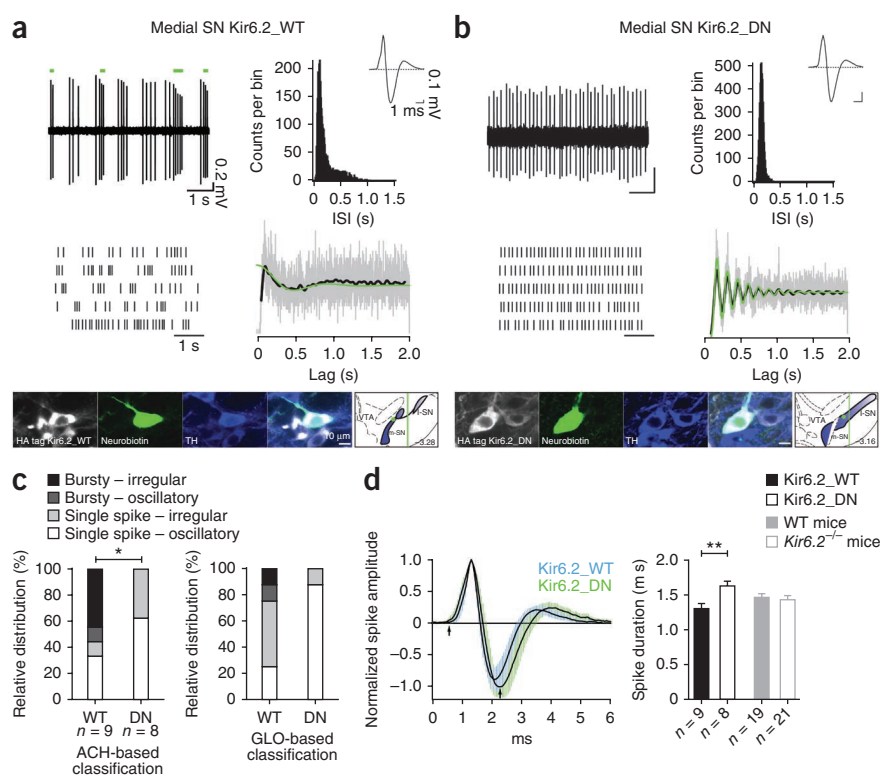 a
Medial SN Kir6.2_WT
0.2 mV
1 s
Counts per bin
200
150
100
50
0
0 0.5 1.0 1.5
ISI (s)
1 ms
0.1 mV
1 s
0 0.5 1.0 1.5 2.0
Lag (s)
HA tag Kir6.2_WT
Neurobiotin
TH
10 μm
VTA
m-SN
l-SN
−3.28
b
Medial SN Kir6.2_DN
Counts per bin
500
400
300
200
100
0
0 0.5 1.0 1.5
ISI (s)
0 0.5 1.0 1.5 2.0
Lag (s)
HA tag Kir6.2_DN
Neurobiotin
TH
VTA
m-SN
l-SN
−3.16
c
Bursty – irregular
Bursty – oscillatory
Single spike – irregular
Single spike – oscillatory
Relative distribution (%)
100
80
60
40
20
0
*
WT DN
n = 9 n = 8
ACH-based
classification
Relative distribution (%)
100
80
60
40
20
0
WT DN
GLO-based
classification
d
Normalized spike amplitude
1.0
0.5
0
−0.5
−1.0
Kir6.2_WT
Kir6.2_DN
0 1 2 3 4 5 6
ms
Kir6.2_WT
Kir6.2_DN
WT mice
Kir6.2−/− mice
Spike duration (m s)
2.0
1.5
1.0
0.5
0
**
n = 9
n = 8
n = 19
n = 21